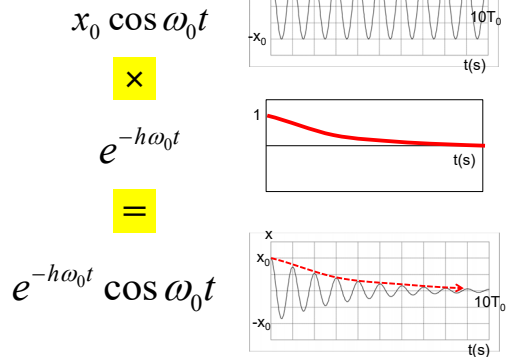 x₀ cos ω₀t
-x₀
10T₀
t(s)
×
1
e^{-hω₀t}
t(s)
=
x
x₀
e^{-hω₀t} cos ω₀t
10T₀
-x₀
t(s)